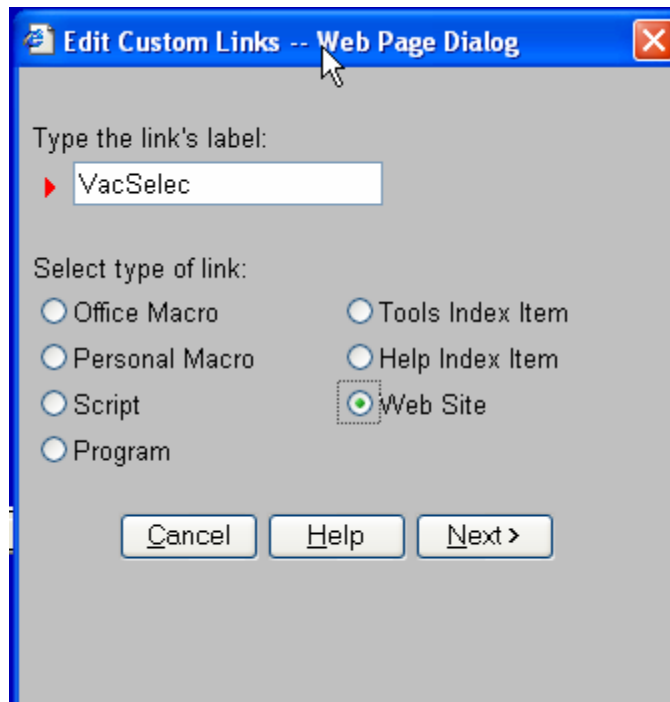 Edit Custom Links -- Web Page Dialog
Type the link's label:
VacSelec
Select type of link:
Office Macro
Tools Index Item
Personal Macro
Help Index Item
Script
Web Site
Program
Cancel
Help
Next >